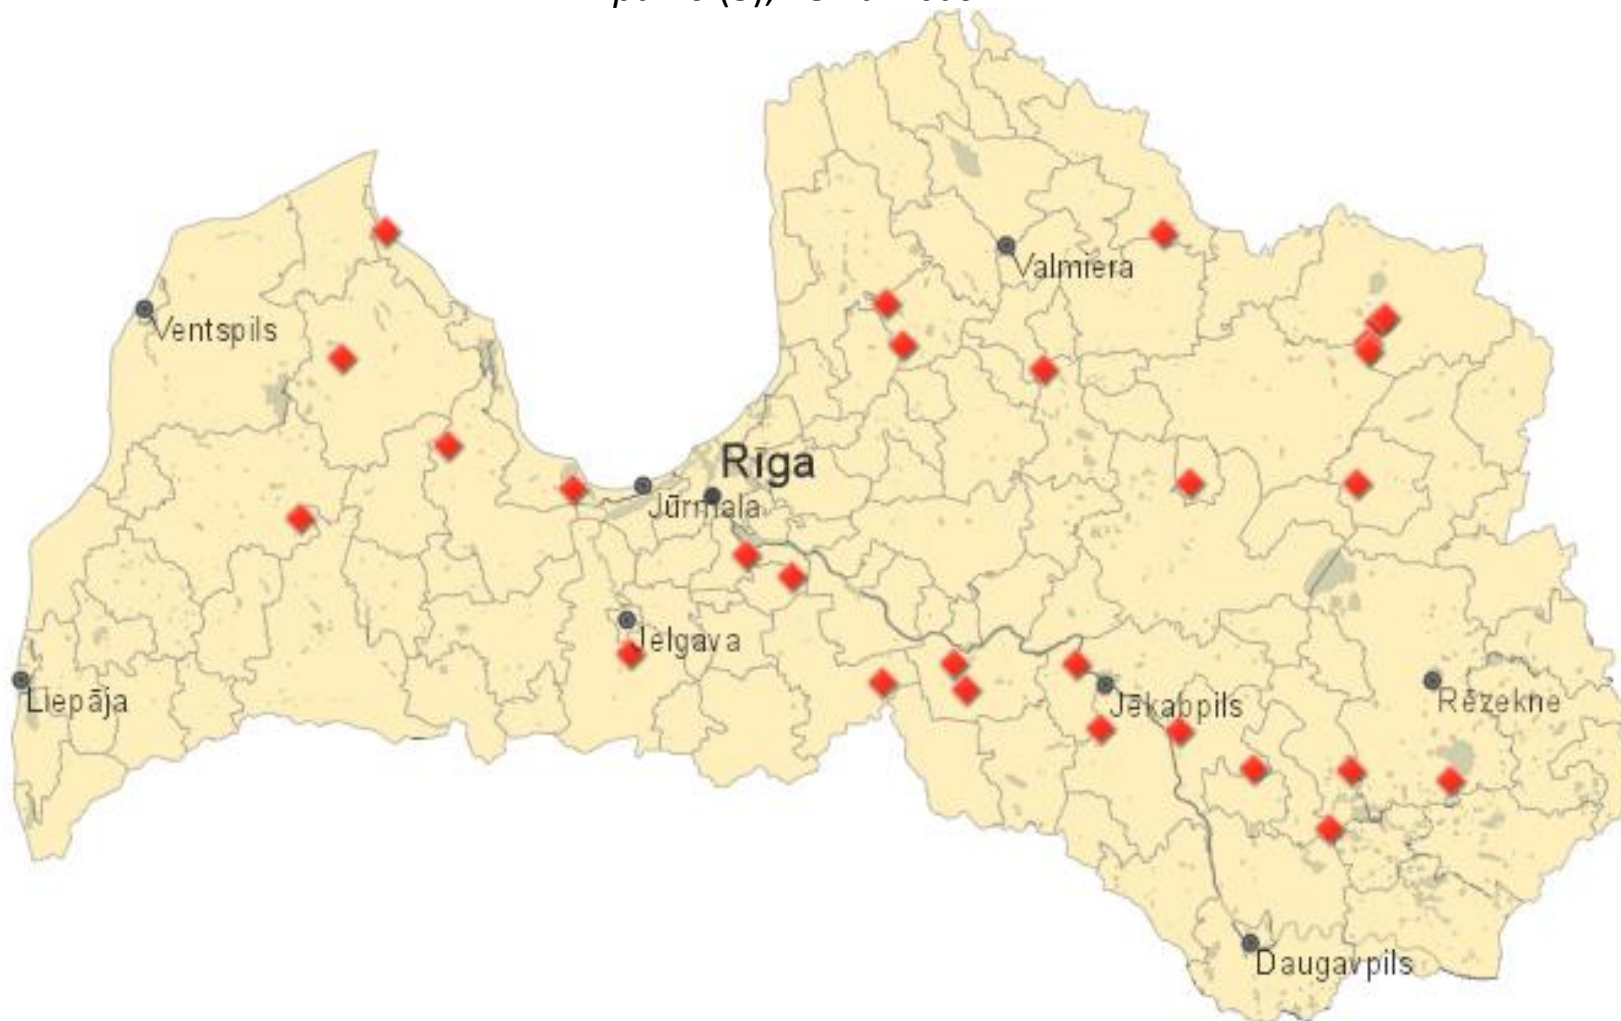 Valmiera
Ventspils
Rīga
Jūrmala
Jelgava
Liepāja
Jēkabpils
Rēzekne
Daugavpils